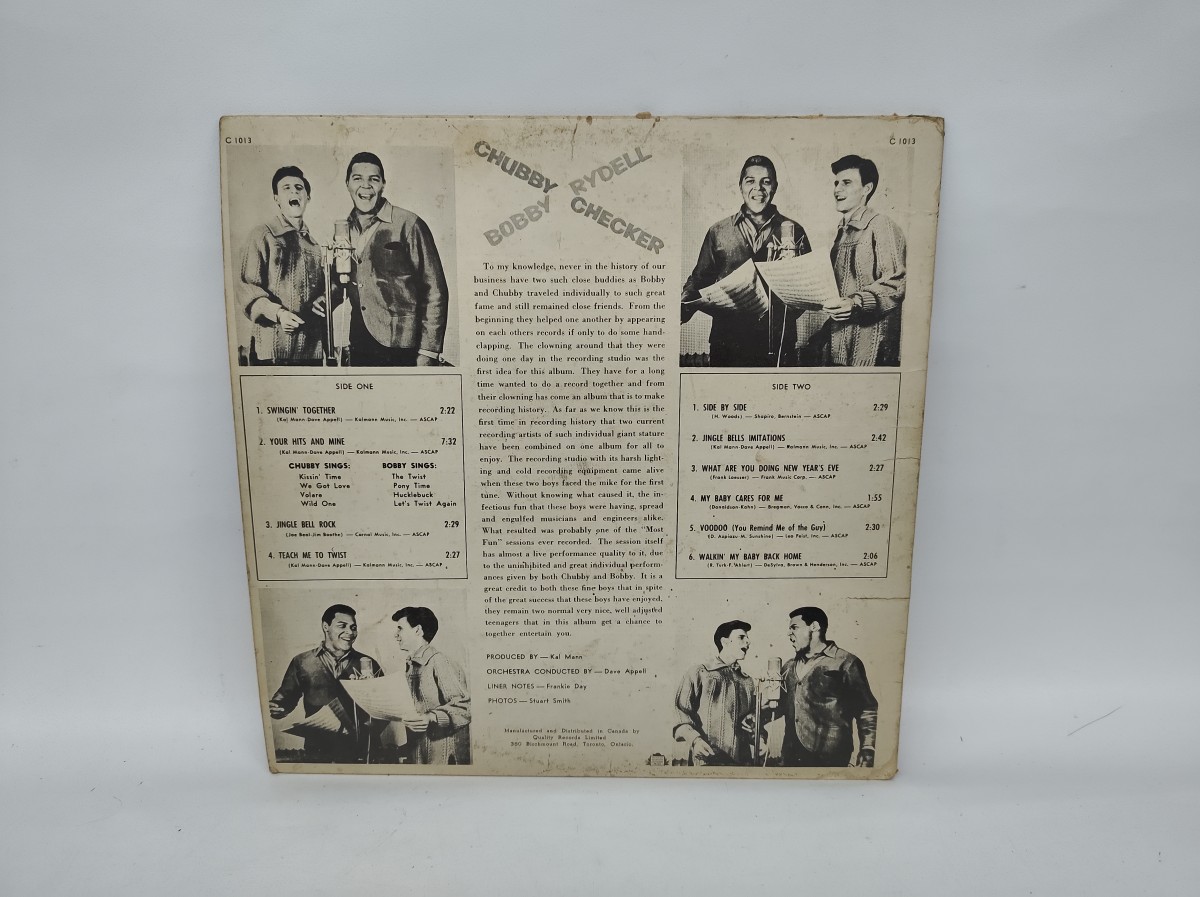 C 1013
C 1013
CHUBBY RYDELL
BOBBY CHECKER
To my knowledge, never in the history of our
business have two such close buddies as Bobby
and Chubby traveled individually to such great
fame and still remained close friends. From the
beginning they helped one another by appearing
on each others records if only to do some hand-
clapping. The clowning around that they were
doing one day in the recording studio was the
first idea for this album. They have for a long
time wanted to do a record together and from
their clowning has come an album that is to make
recording history. As far as we know this is the
first time in recording history that two current
recording artists of such individual giant stature
have been combined on one album for all to
enjoy. The recording studio with its harsh light-
ing and cold recording equipment came alive
when these two boys faced the mike for the first
tune. Without knowing what caused it, the in-
fectious fun that these boys were having, spread
and engulfed musicians and engineers alike.
What resulted was probably one of the "Most
Fun" sessions ever recorded. The session itself
has almost a live performance quality to it, due
to the uninhibited and great individual perform-
ances given by both Chubby and Bobby. It is a
great credit to both these fine boys that in spite
of the great success that these boys have enjoyed,
they remain two normal very nice, well adjusted
teenagers that in this album get a chance to
together entertain you.
PRODUCED BY — Kal Mann
ORCHESTRA CONDUCTED BY — Dave Appell
LINER NOTES — Frankie Day
PHOTOS — Stuart Smith
Manufactured and Distributed in Canada by
Quality Records Limited
380 Birchmount Road, Toronto, Ontario.
SIDE ONE
1. SWINGIN' TOGETHER 2:22
(Kal Mann-Dave Appell) — Kalmann Music, Inc. — ASCAP
2. YOUR HITS AND MINE 7:32
(Kal Mann-Dave Appell) — Kalmann Music, Inc. — ASCAP
CHUBBY SINGS: BOBBY SINGS:
Kissin' Time The Twist
We Got Love Pony Time
Volare Hucklebuck
Wild One Let's Twist Again
3. JINGLE BELL ROCK 2:29
(Joe Beal-Jim Boothe) — Cornel Music, Inc. — ASCAP
4. TEACH ME TO TWIST 2:27
(Kal Mann-Dave Appell) — Kalmann Music, Inc. — ASCAP
SIDE TWO
1. SIDE BY SIDE 2:29
(H. Woods) — Shapiro, Bernstein — ASCAP
2. JINGLE BELLS IMITATIONS 2:42
(Kal Mann-Dave Appell) — Kalmann Music, Inc. — ASCAP
3. WHAT ARE YOU DOING NEW YEAR'S EVE 2:27
(Frank Loesser) — Frank Music Corp. — ASCAP
4. MY BABY CARES FOR ME 1:55
(Donaldson-Kahn) — Bregman, Vocco & Conn, Inc. — ASCAP
5. VOODOO (You Remind Me of the Guy) 2:30
(D. Appiazu-M. Sunshine) — Leo Feist, Inc. — ASCAP
6. WALKIN' MY BABY BACK HOME 2:06
(R. Turk-F. Ahlert) — DeSylva, Brown & Henderson, Inc. — ASCAP